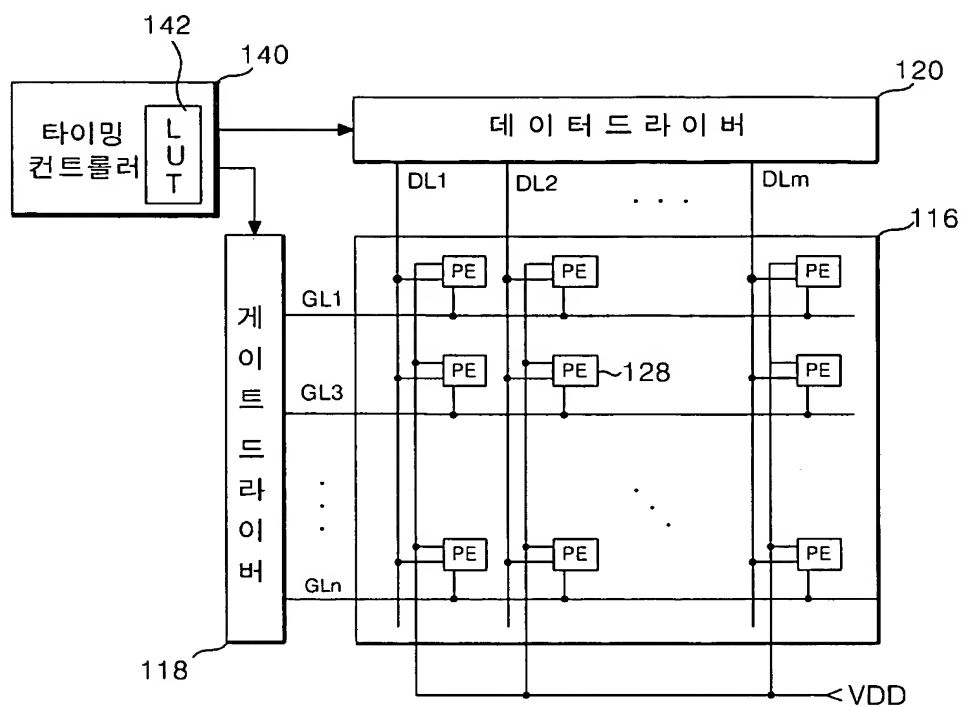 142
140
타이밍
컨트롤러
L
U
T
120
데 이 터 드 라 이 버
DL1
DL2
DLm
. . .
116
게
이
트
드
라
이
버
118
GL1
PE
PE
PE
GL3
PE
PE
128
PE
GLn
PE
PE
PE
VDD